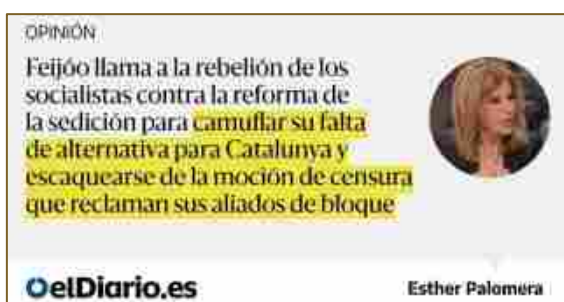 OPINIÓN
Feijóo llama a la rebelión de los
socialistas contra la reforma de
la sedición para camuflar su falta
de alternativa para Catalunya y
escaquearse de la moción de censura
que reclaman sus aliados de bloque
elDiario.es
Esther Palomera